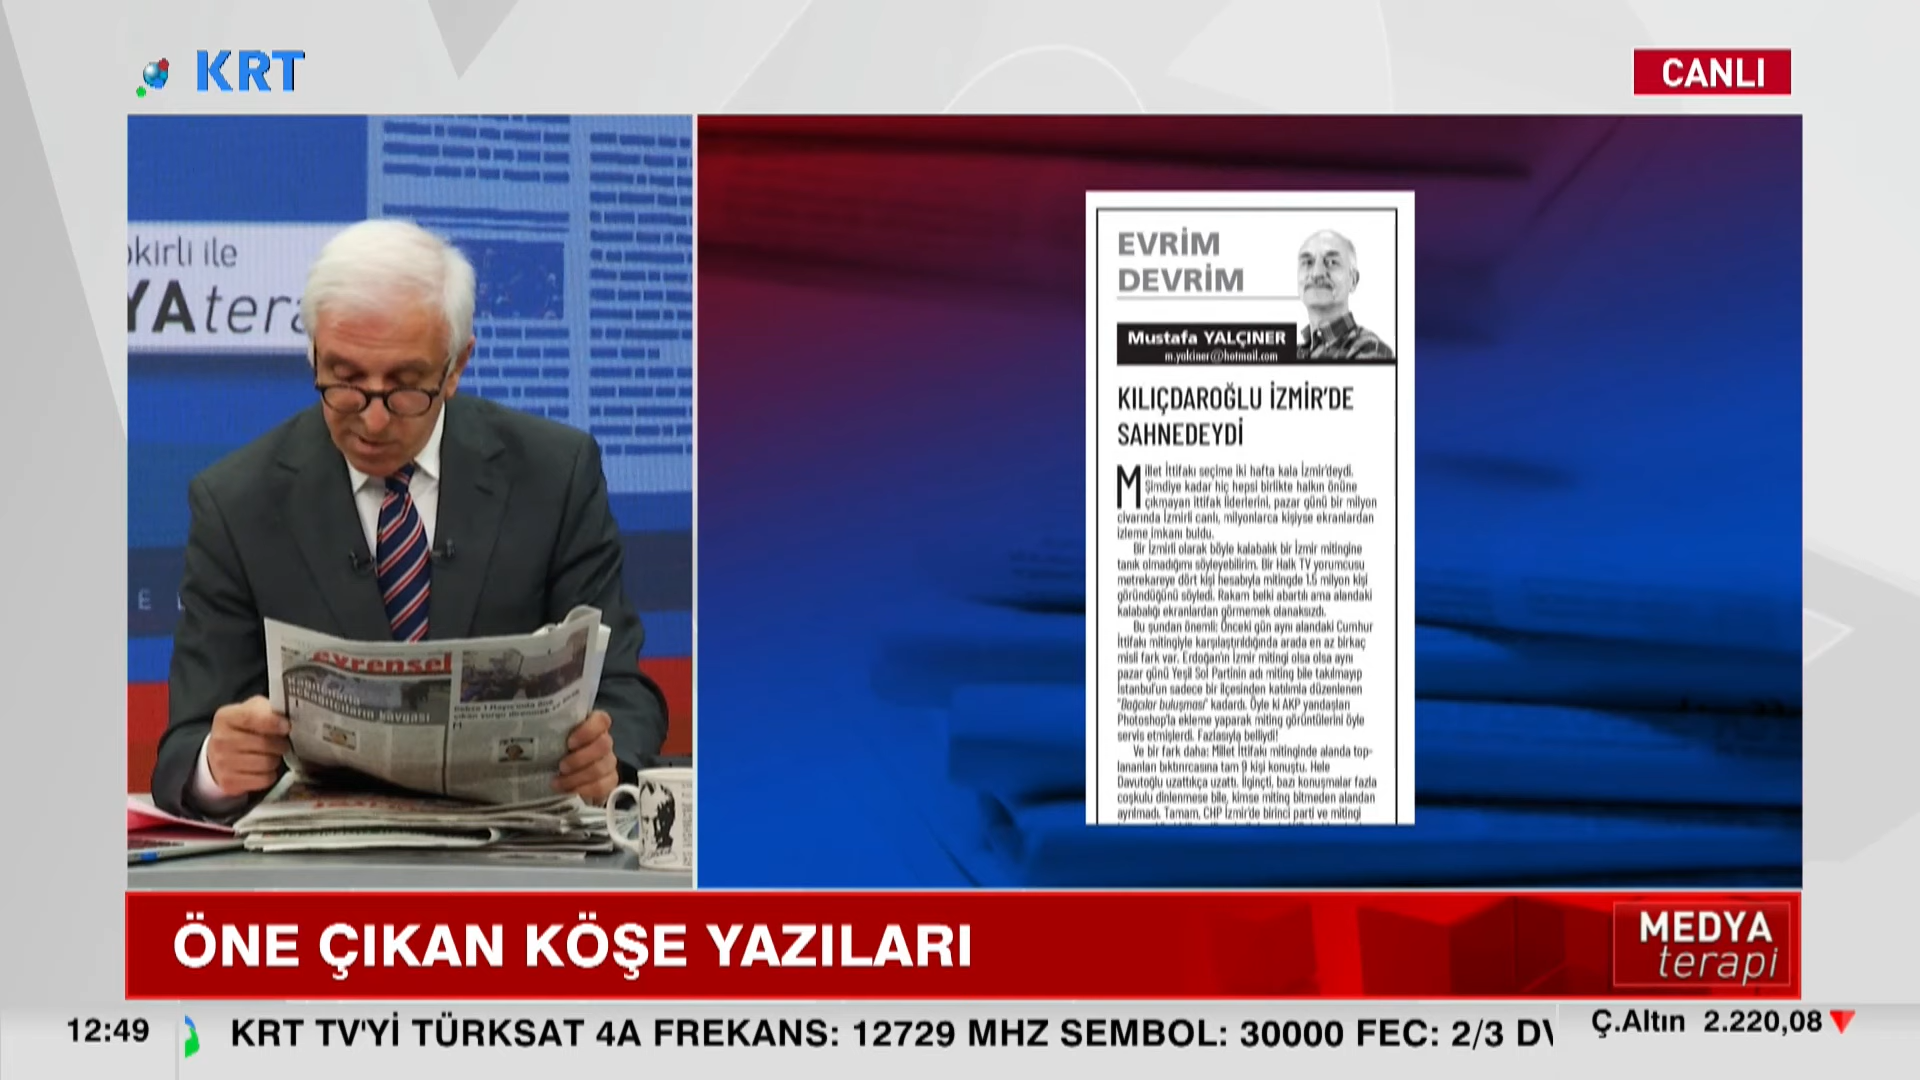 KRT
CANLI
okirli ile
YAtera
evrensel
EVRİM
DEVRİM
Mustafa YALÇINER
m.yalciner@hotmail.com
KILIÇDAROĞLU İZMİR'DE
SAHNEDEYDİ
Millet İttifakı seçime iki hafta kala İzmir'deydi.
Şimdiye kadar hiç hepsi birlikte halkın önüne
çıkmayan ittifak liderlerini, pazar günü bir milyon
civarında İzmirli canlı, milyonlarca kişiyse ekranlardan
izleme imkanı buldu.
Bir İzmirli olarak böyle kalabalık bir İzmir mitingine
tanık olmadığımı söyleyebilirim. Bir Halk TV yorumcusu
metrekareye dört kişi hesabıyla mitingde 1.5 milyon kişi
göründüğünü söyledi. Rakam belki abartılı ama alandaki
kalabalığı ekranlardan görmemek olanaksızdı.
Bu şundan önemli: Önceki gün aynı alandaki Cumhur
İttifakı mitingiyle karşılaştırıldığında arada en az birkaç
misli fark var. Erdoğan'ın İzmir mitingi olsa olsa aynı
pazar günü Yeşil Sol Partinin adı miting bile takılmayıp
İstanbul'un sadece bir ilçesinden katılımla düzenlenen
"Bağcılar buluşması" kadardı. Öyle ki AKP yandaşları
Photoshop'la ekleme yaparak miting görüntülerini öyle
servis etmişlerdi. Fazlasıyla belliydi!
Ve bir fark daha: Millet İttifakı mitinginde alanda top-
lananları bıktırırcasına tam 9 kişi konuştu. Hele
Davutoğlu uzattıkça uzattı. İlginçti, bazı konuşmalar fazla
coşkulu dinlenmese bile, kimse miting bitmeden alandan
ayrılmadı. Tamam, CHP İzmir'de birinci parti ve mitingi
ÖNE ÇIKAN KÖŞE YAZILARI
MEDYA
terapi
12:49
KRT TV'Yİ TÜRKSAT 4A FREKANS: 12729 MHZ SEMBOL: 30000 FEC: 2/3 DV
Ç.Altın 2.220,08